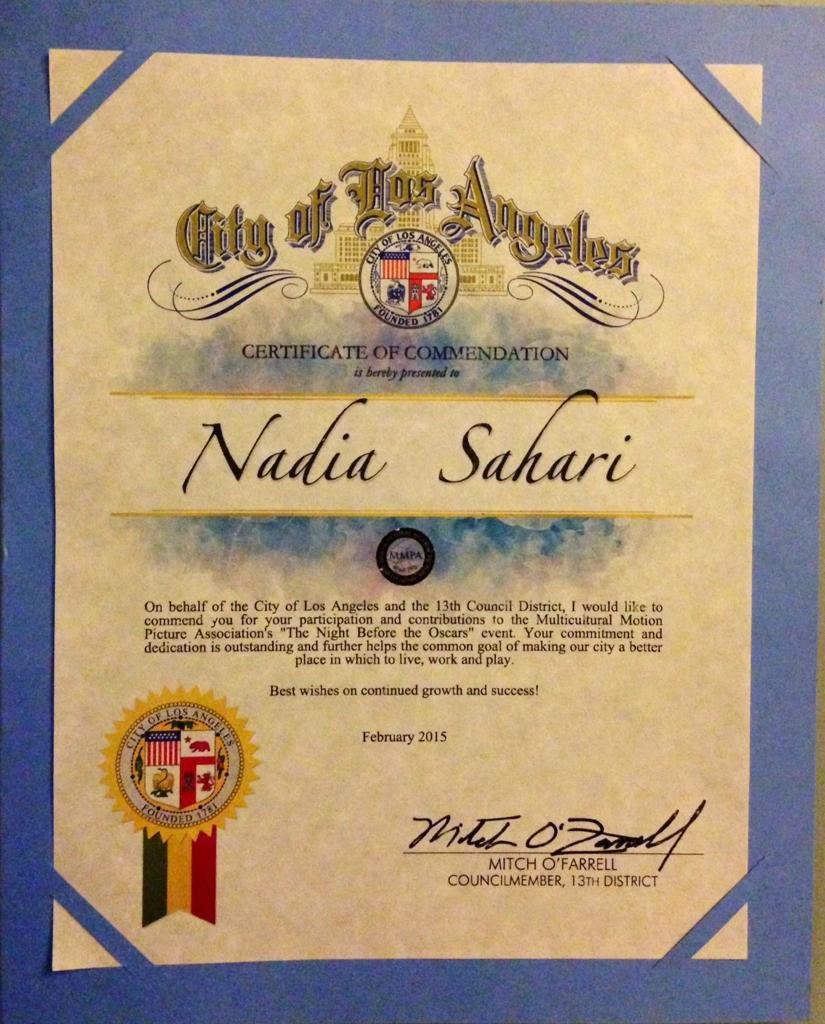 City of Los Angeles
CITY OF LOS ANGELES
FOUNDED 1781
CERTIFICATE OF COMMENDATION
is hereby presented to
Nadia Sahari
MMPA
On behalf of the City of Los Angeles and the 13th Council District, I would like to
commend you for your participation and contributions to the Multicultural Motion
Picture Association's "The Night Before the Oscars" event. Your commitment and
dedication is outstanding and further helps the common goal of making our city a better
place in which to live, work and play.
Best wishes on continued growth and success!
February 2015
CITY OF LOS ANGELES
FOUNDED 1781
Mitch O'Farrell
MITCH O'FARRELL
COUNCILMEMBER, 13TH DISTRICT